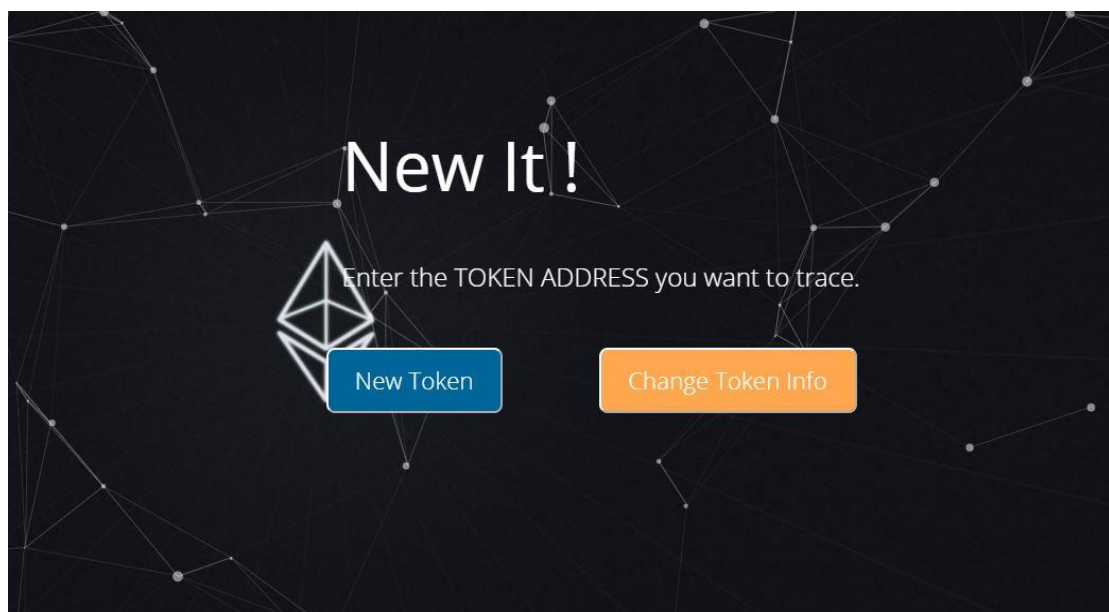 New It !
Enter the TOKEN ADDRESS you want to trace.
New Token
Change Token Info